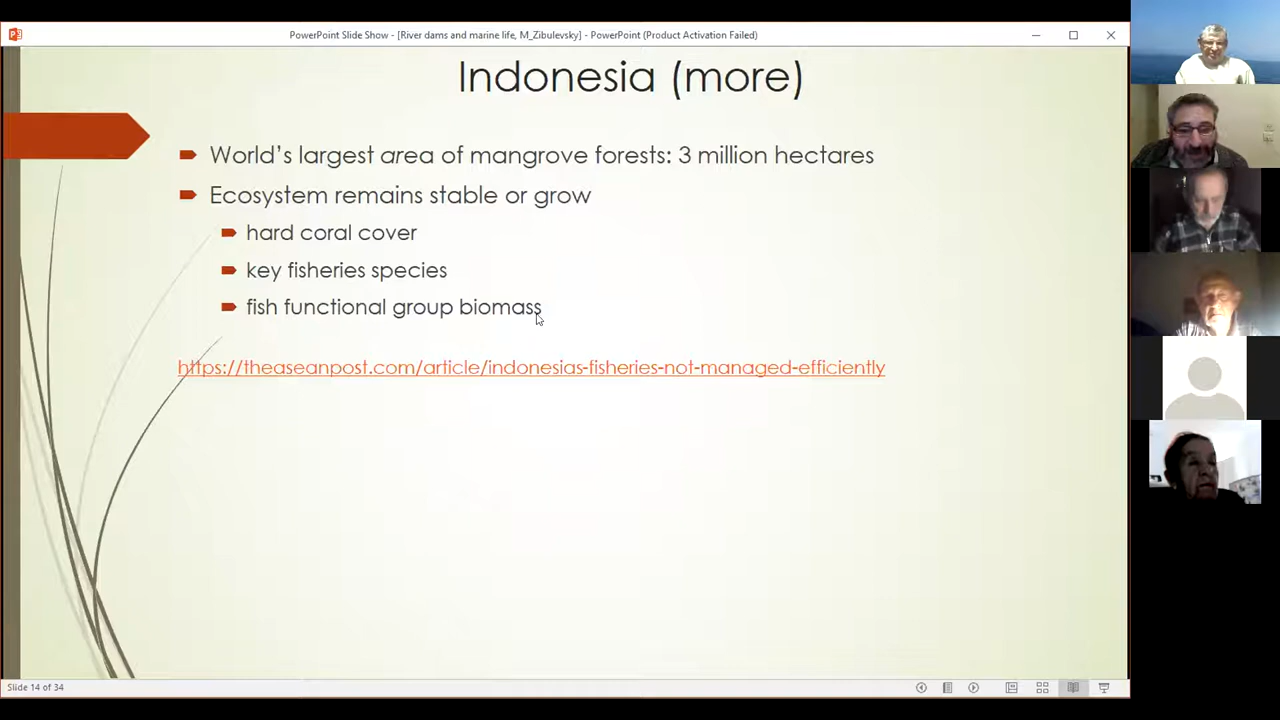 PowerPoint Slide Show - [River dams and marine life, M_Zibulevsky] - PowerPoint (Product Activation Failed)
Indonesia (more)
World's largest area of mangrove forests: 3 million hectares
Ecosystem remains stable or grow
hard coral cover
key fisheries species
fish functional group biomass
https://theaseanpost.com/article/indonesias-fisheries-not-managed-efficiently
Slide 14 of 34